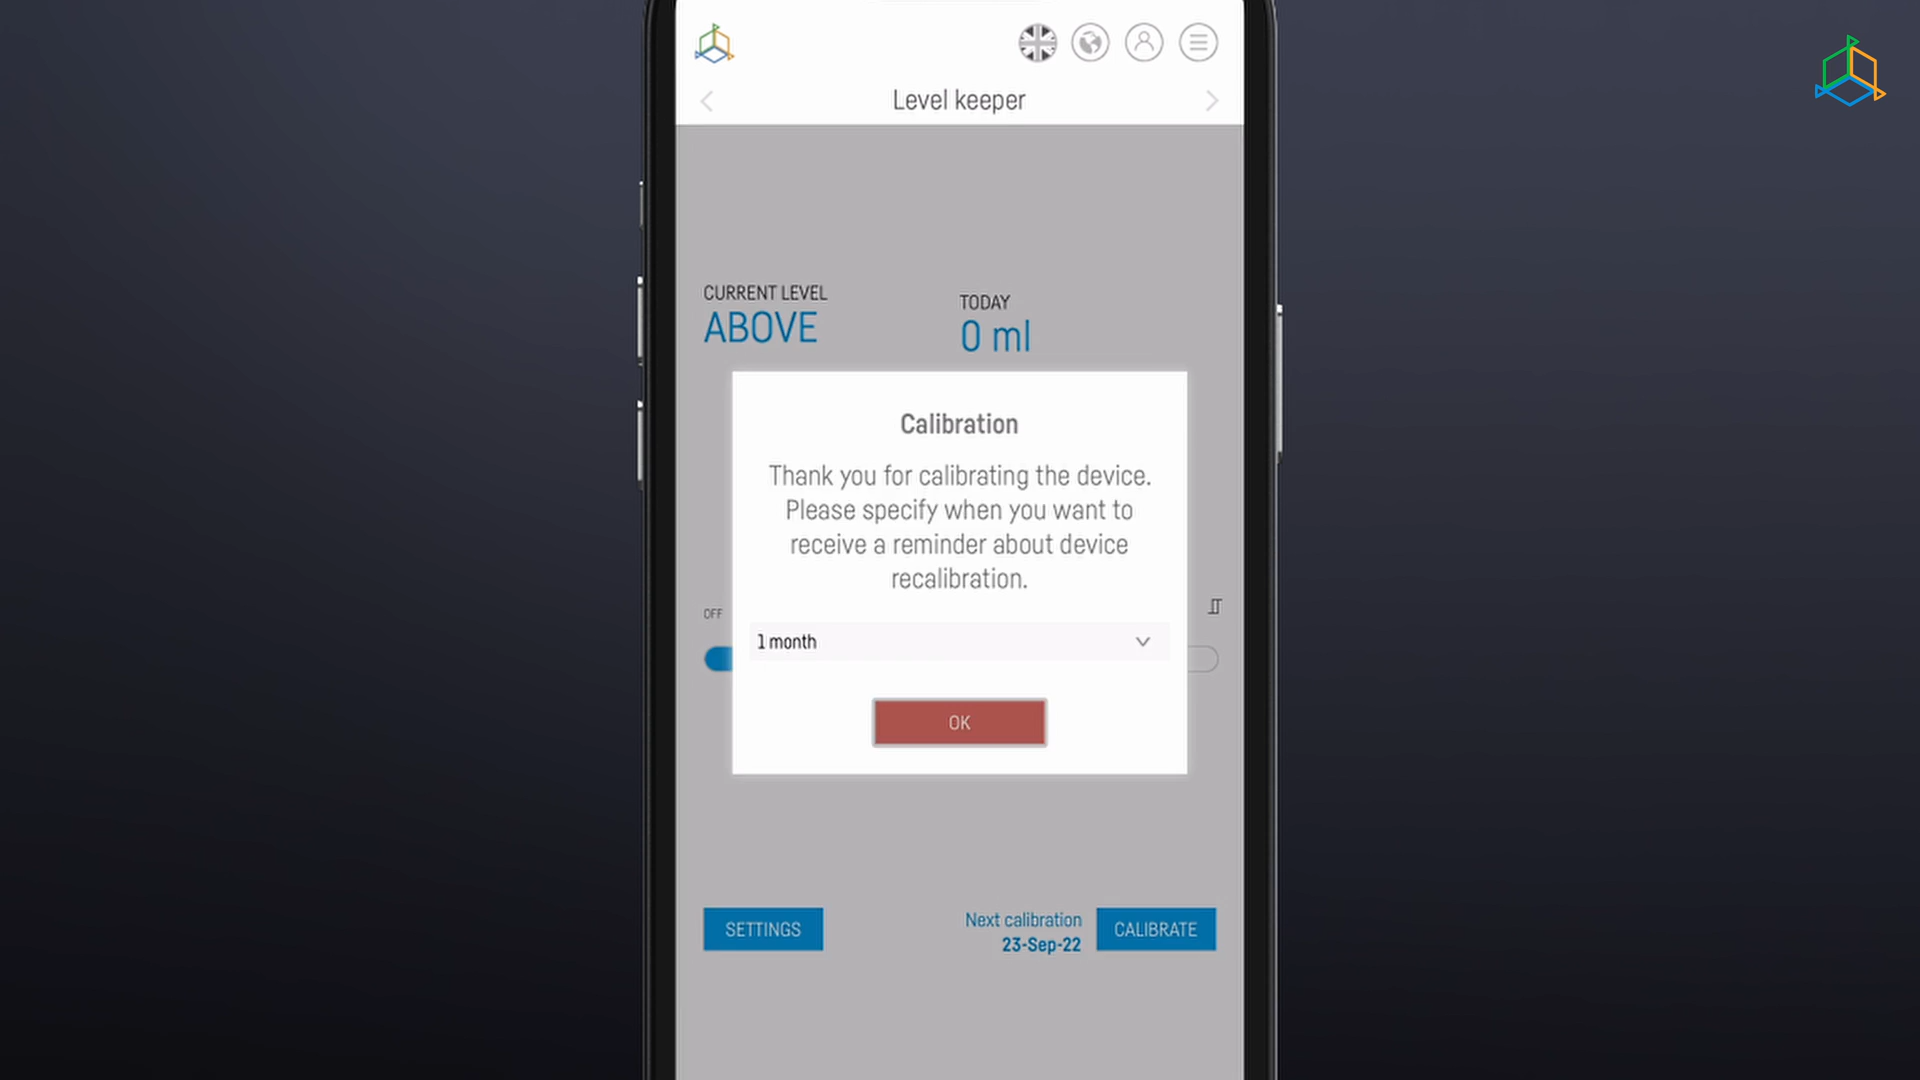 Level keeper
CURRENT LEVEL
ABOVE
TODAY
0 ml
Calibration
Thank you for calibrating the device.
Please specify when you want to
receive a reminder about device
recalibration.
OFF
1 month
OK
SETTINGS
Next calibration
23-Sep-22
CALIBRATE